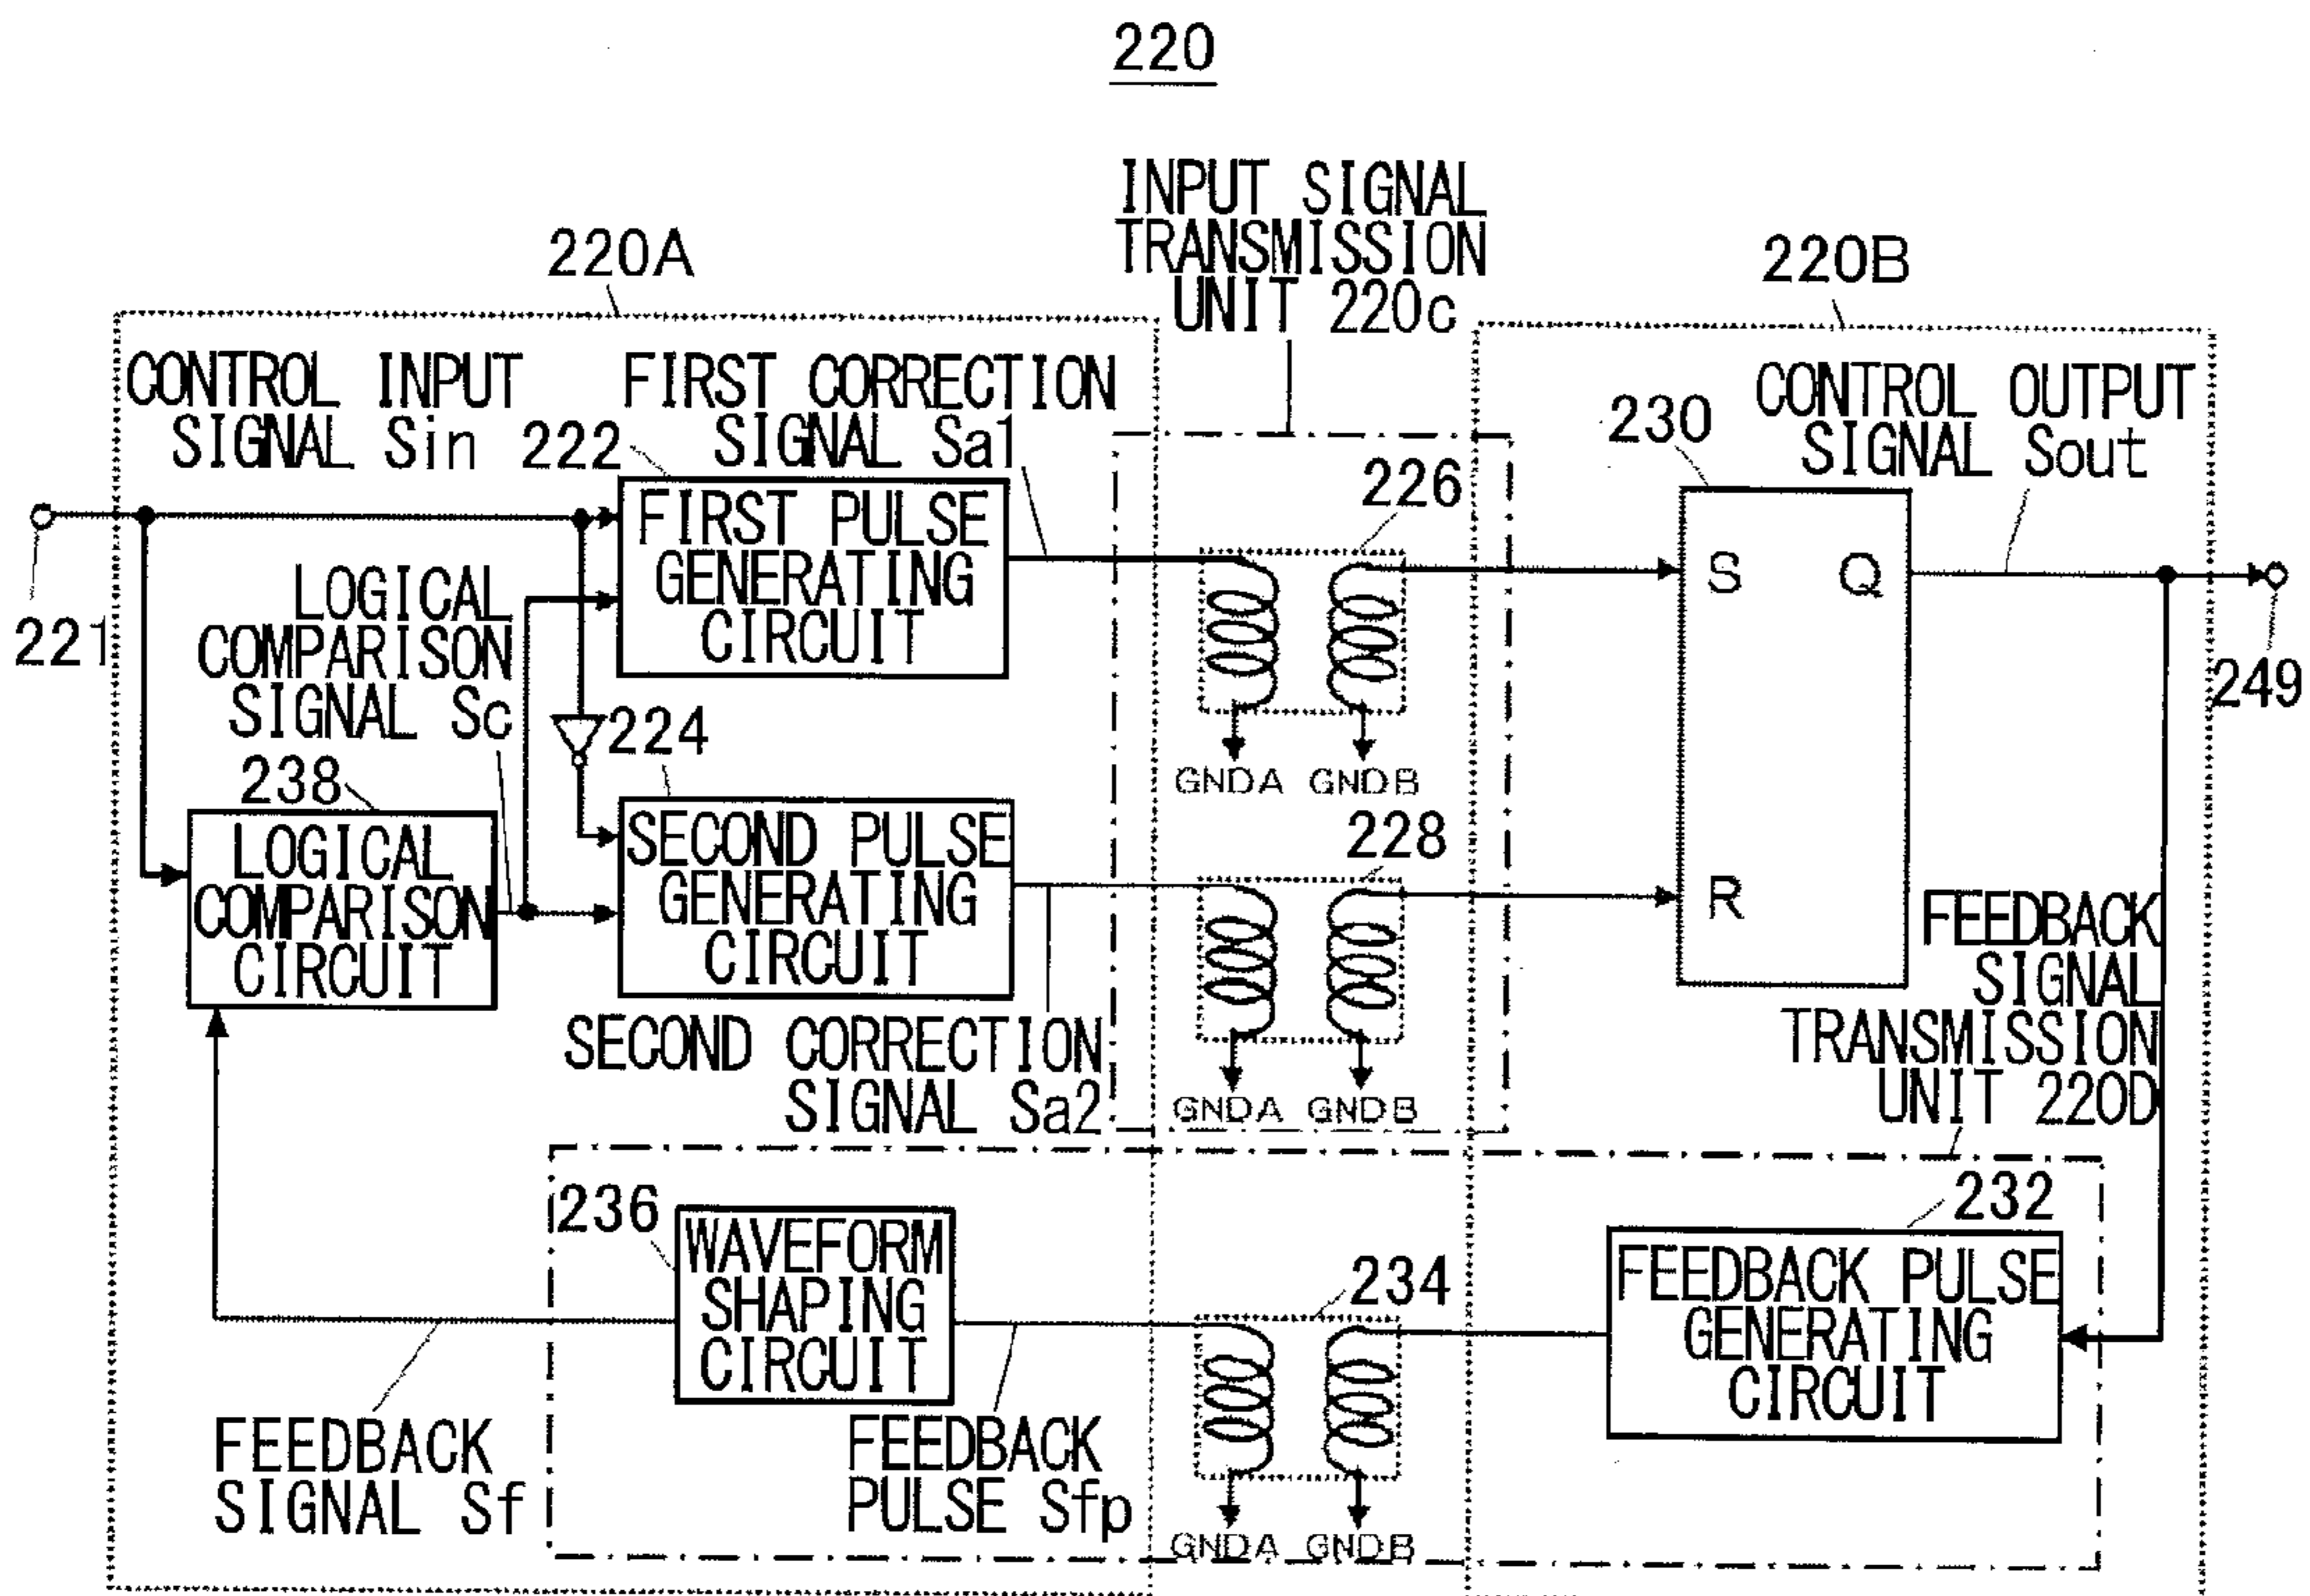 220
INPUT SIGNAL
TRANSMISSION
UNIT 220c
220A
220B
CONTROL INPUT
SIGNAL Sin
222
FIRST CORRECTION
SIGNAL Sa1
CONTROL OUTPUT
SIGNAL Sout
230
226
FIRST PULSE
GENERATING
CIRCUIT
S
Q
221
249
LOGICAL
COMPARISON
SIGNAL Sc
224
GNDA
GNDB
238
228
LOGICAL
COMPARISON
CIRCUIT
SECOND PULSE
GENERATING
CIRCUIT
R
FEEDBACK
SIGNAL
TRANSMISSION
UNIT 220D
SECOND CORRECTION
SIGNAL Sa2
GNDA
GNDB
236
WAVEFORM
SHAPING
CIRCUIT
234
232
FEEDBACK PULSE
GENERATING
CIRCUIT
FEEDBACK
SIGNAL Sf
FEEDBACK
PULSE Sfp
GNDA
GNDB